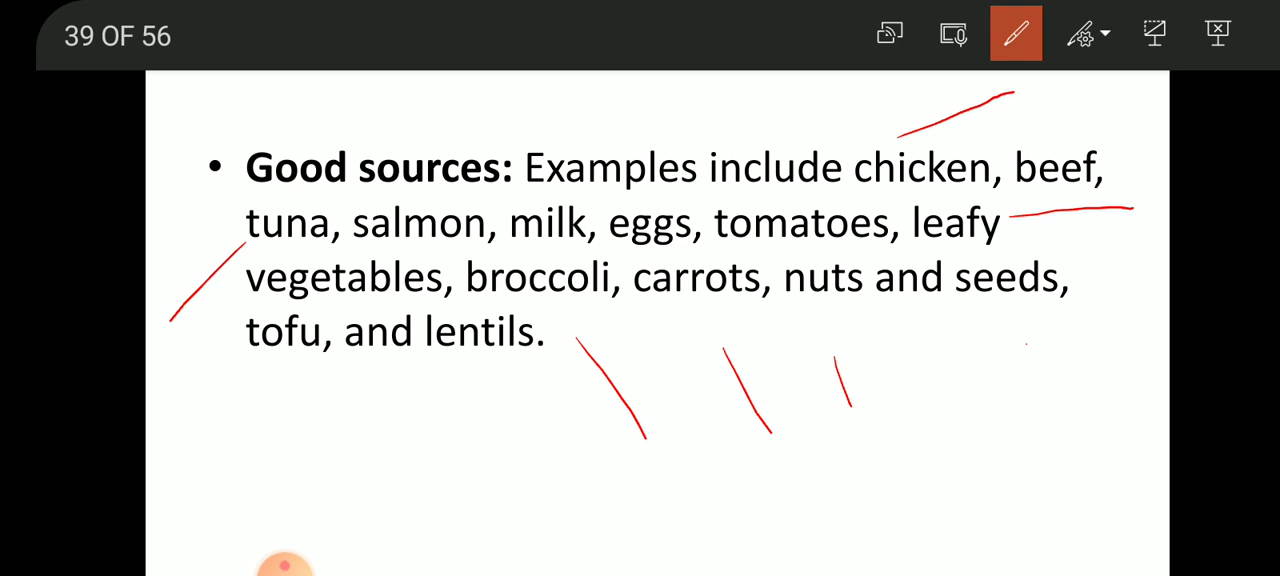 39 OF 56
• Good sources: Examples include chicken, beef,
tuna, salmon, milk, eggs, tomatoes, leafy
vegetables, broccoli, carrots, nuts and seeds,
tofu, and lentils.